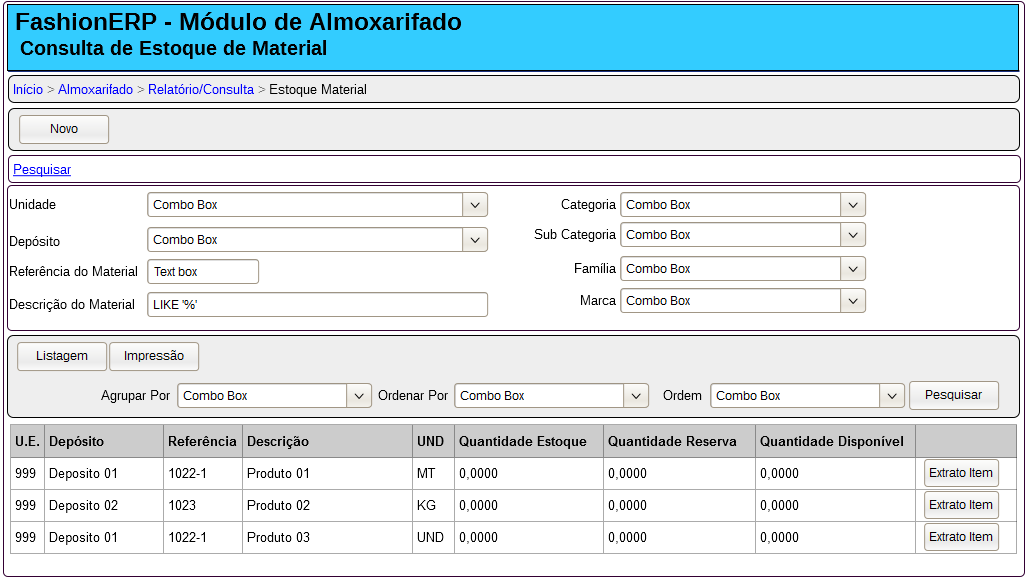 FashionERP - Módulo de Almoxarifado
Consulta de Estoque de Material
Início > Almoxarifado > Relatório/Consulta > Estoque Material
Novo
Pesquisar
Unidade Combo Box Categoria Combo Box
Depósito Combo Box Sub Categoria Combo Box
Referência do Material Text box Família Combo Box
Descrição do Material LIKE '%' Marca Combo Box
Listagem Impressão
Agrupar Por Combo Box Ordenar Por Combo Box Ordem Combo Box Pesquisar
U.E. Depósito Referência Descrição UND Quantidade Estoque Quantidade Reserva Quantidade Disponível
999 Deposito 01 1022-1 Produto 01 MT 0,0000 0,0000 0,0000 Extrato Item
999 Deposito 02 1023 Produto 02 KG 0,0000 0,0000 0,0000 Extrato Item
999 Deposito 01 1022-1 Produto 03 UND 0,0000 0,0000 0,0000 Extrato Item